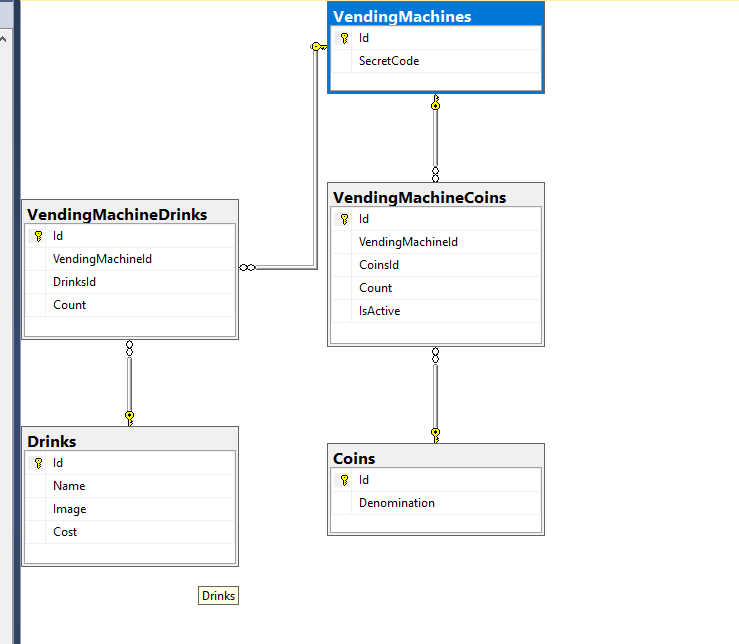 VendingMachines
Id
SecretCode
VendingMachineDrinks
Id
VendingMachineId
DrinksId
Count
VendingMachineCoins
Id
VendingMachineId
CoinsId
Count
IsActive
Drinks
Id
Name
Image
Cost
Coins
Id
Denomination
Drinks